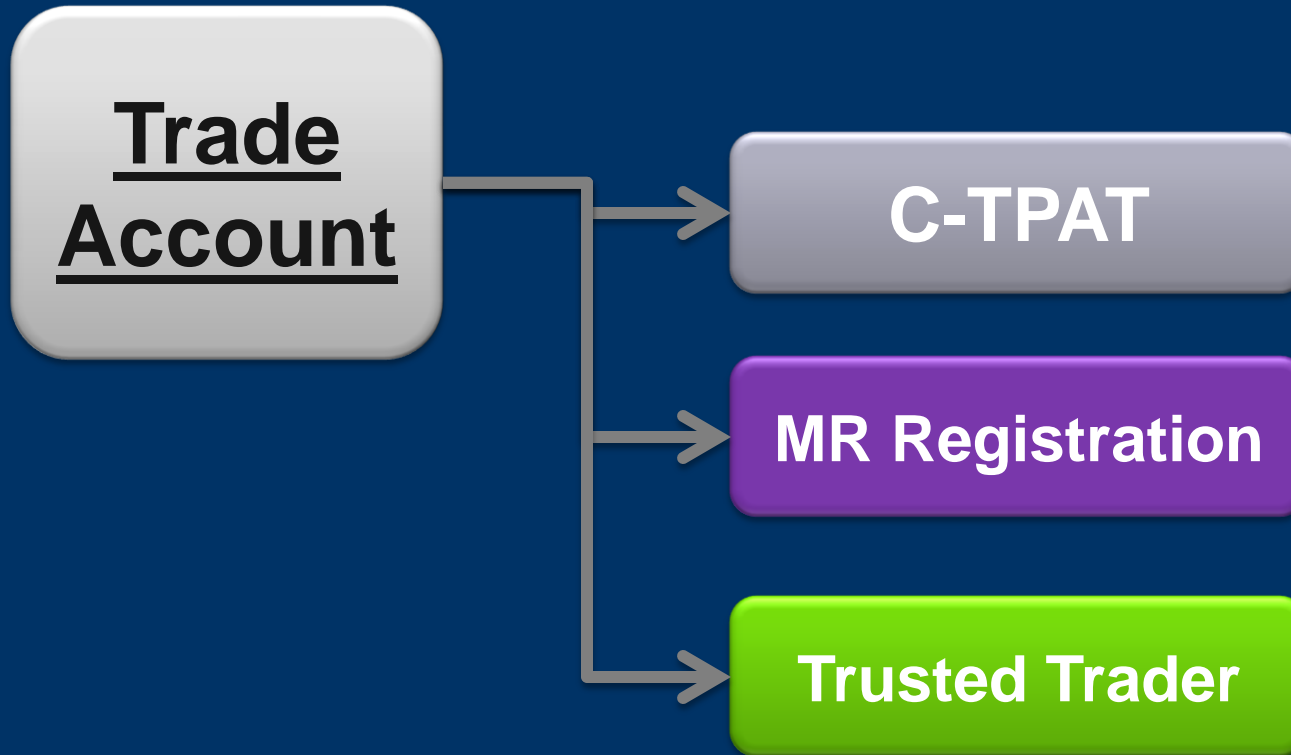 Trade
Account
C-TPAT
MR Registration
Trusted Trader